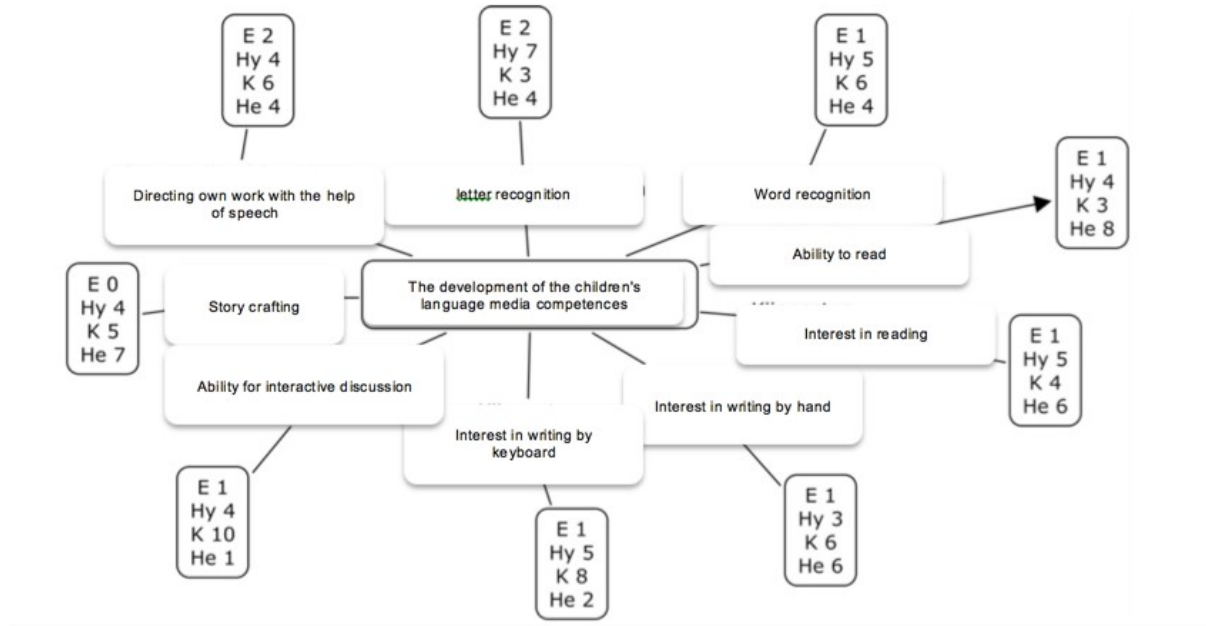 E 2
Hy 4
K 6
He 4
E 2
Hy 7
K 3
He 4
E 1
Hy 5
K 6
He 4
E 1
Hy 4
K 3
He 8
Directing own work with the help
of speech
letter recognition
Word recognition
Ability to read
The development of the children's
language media competences
E 0
Hy 4
K 5
He 7
Story crafting
Interest in reading
E 1
Hy 5
K 4
He 6
Ability for interactive discussion
Interest in writing by hand
Interest in writing by
keyboard
E 1
Hy 4
K 10
He 1
E 1
Hy 5
K 8
He 2
E 1
Hy 3
K 6
He 6